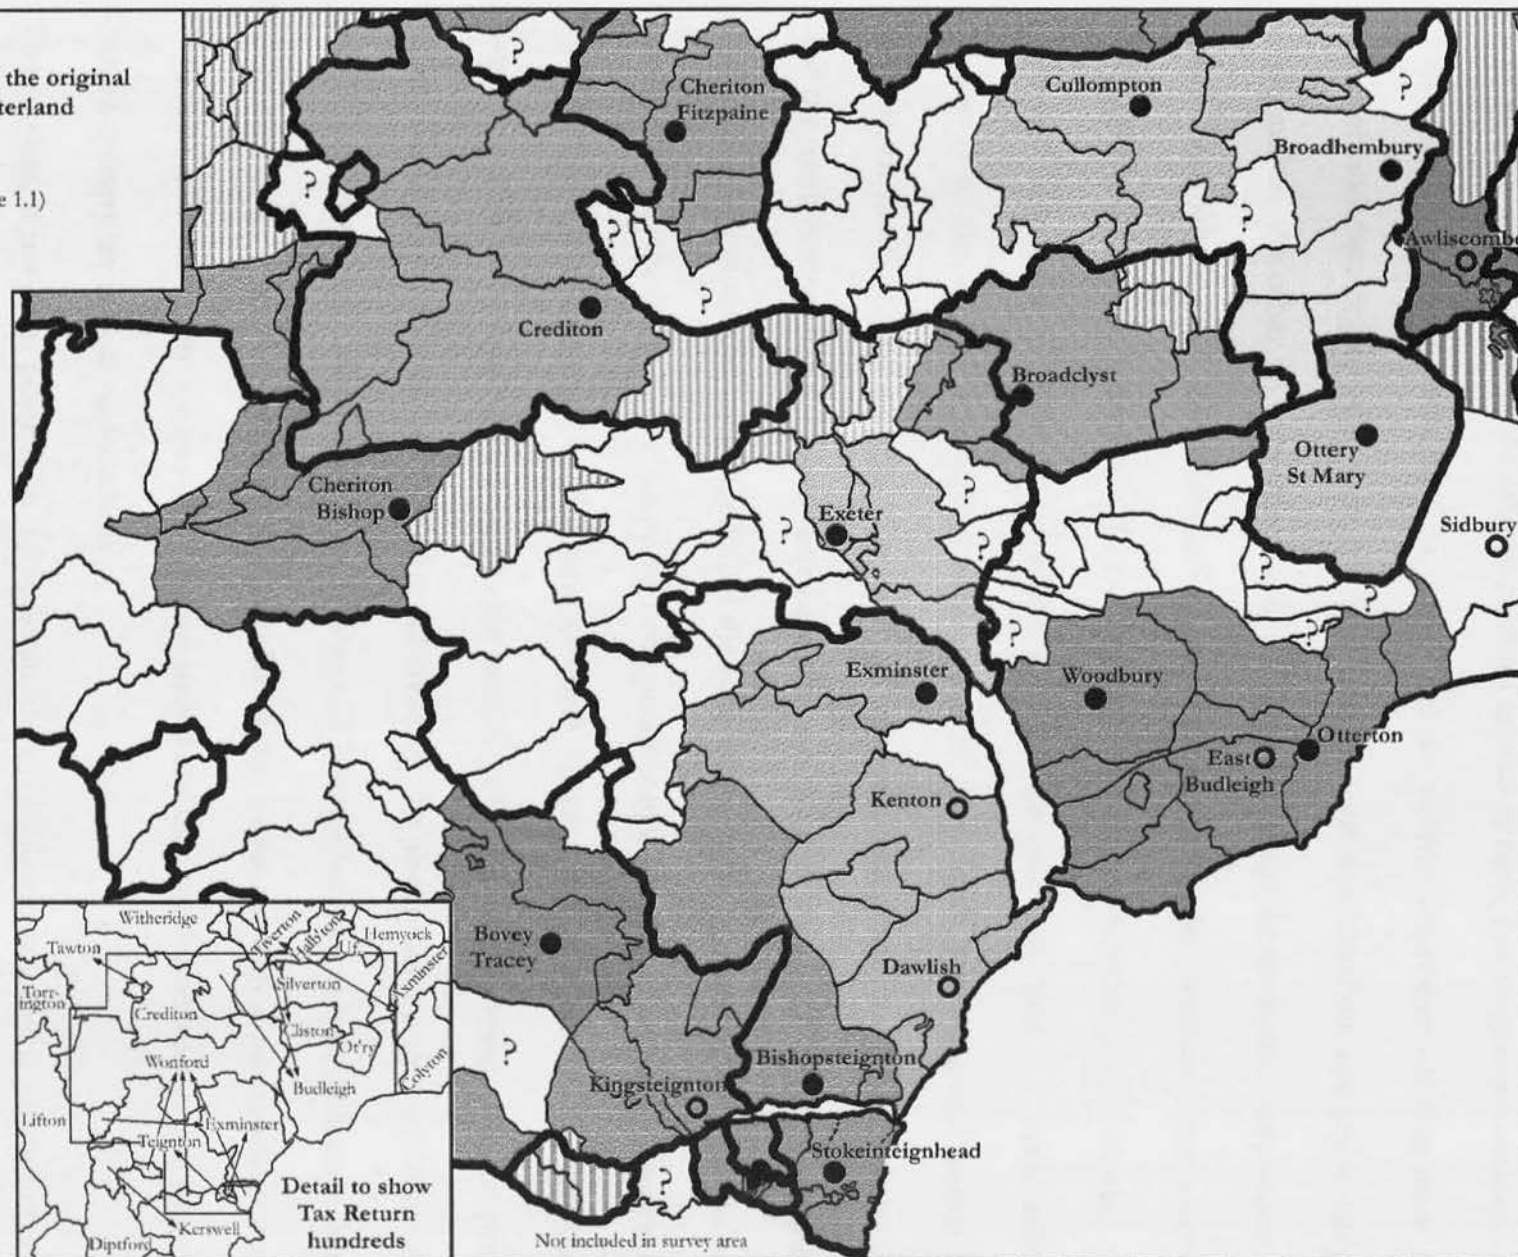 the original
terland
e 1.1)
?
Cheriton
Fitzpaine
Cullompton
?
Broadhembury
?
?
?
Awliscombe
?
Crediton
Broadclyst
Ottery
St Mary
Cheriton
Bishop
?
?
Exeter
Sidbury
?
?
?
?
?
Exminster
Woodbury
Otterton
East
Budleigh
Kenton
Bovey
Tracey
Dawlish
?
Bishopsteignton
Kingsteignton
Stokeinteignhead
?
Not included in survey area
Witheridge
Tiverton
Halb'ton
Uf.
Hemyock
Tawton
Axminster
Silverton
Torr-
ington
Crediton
Cliston
Ot'ry
Wonford
Colyton
Budleigh
Lifton
Exminster
Teignton
Kerswell
Diptford
Detail to show
Tax Return
hundreds